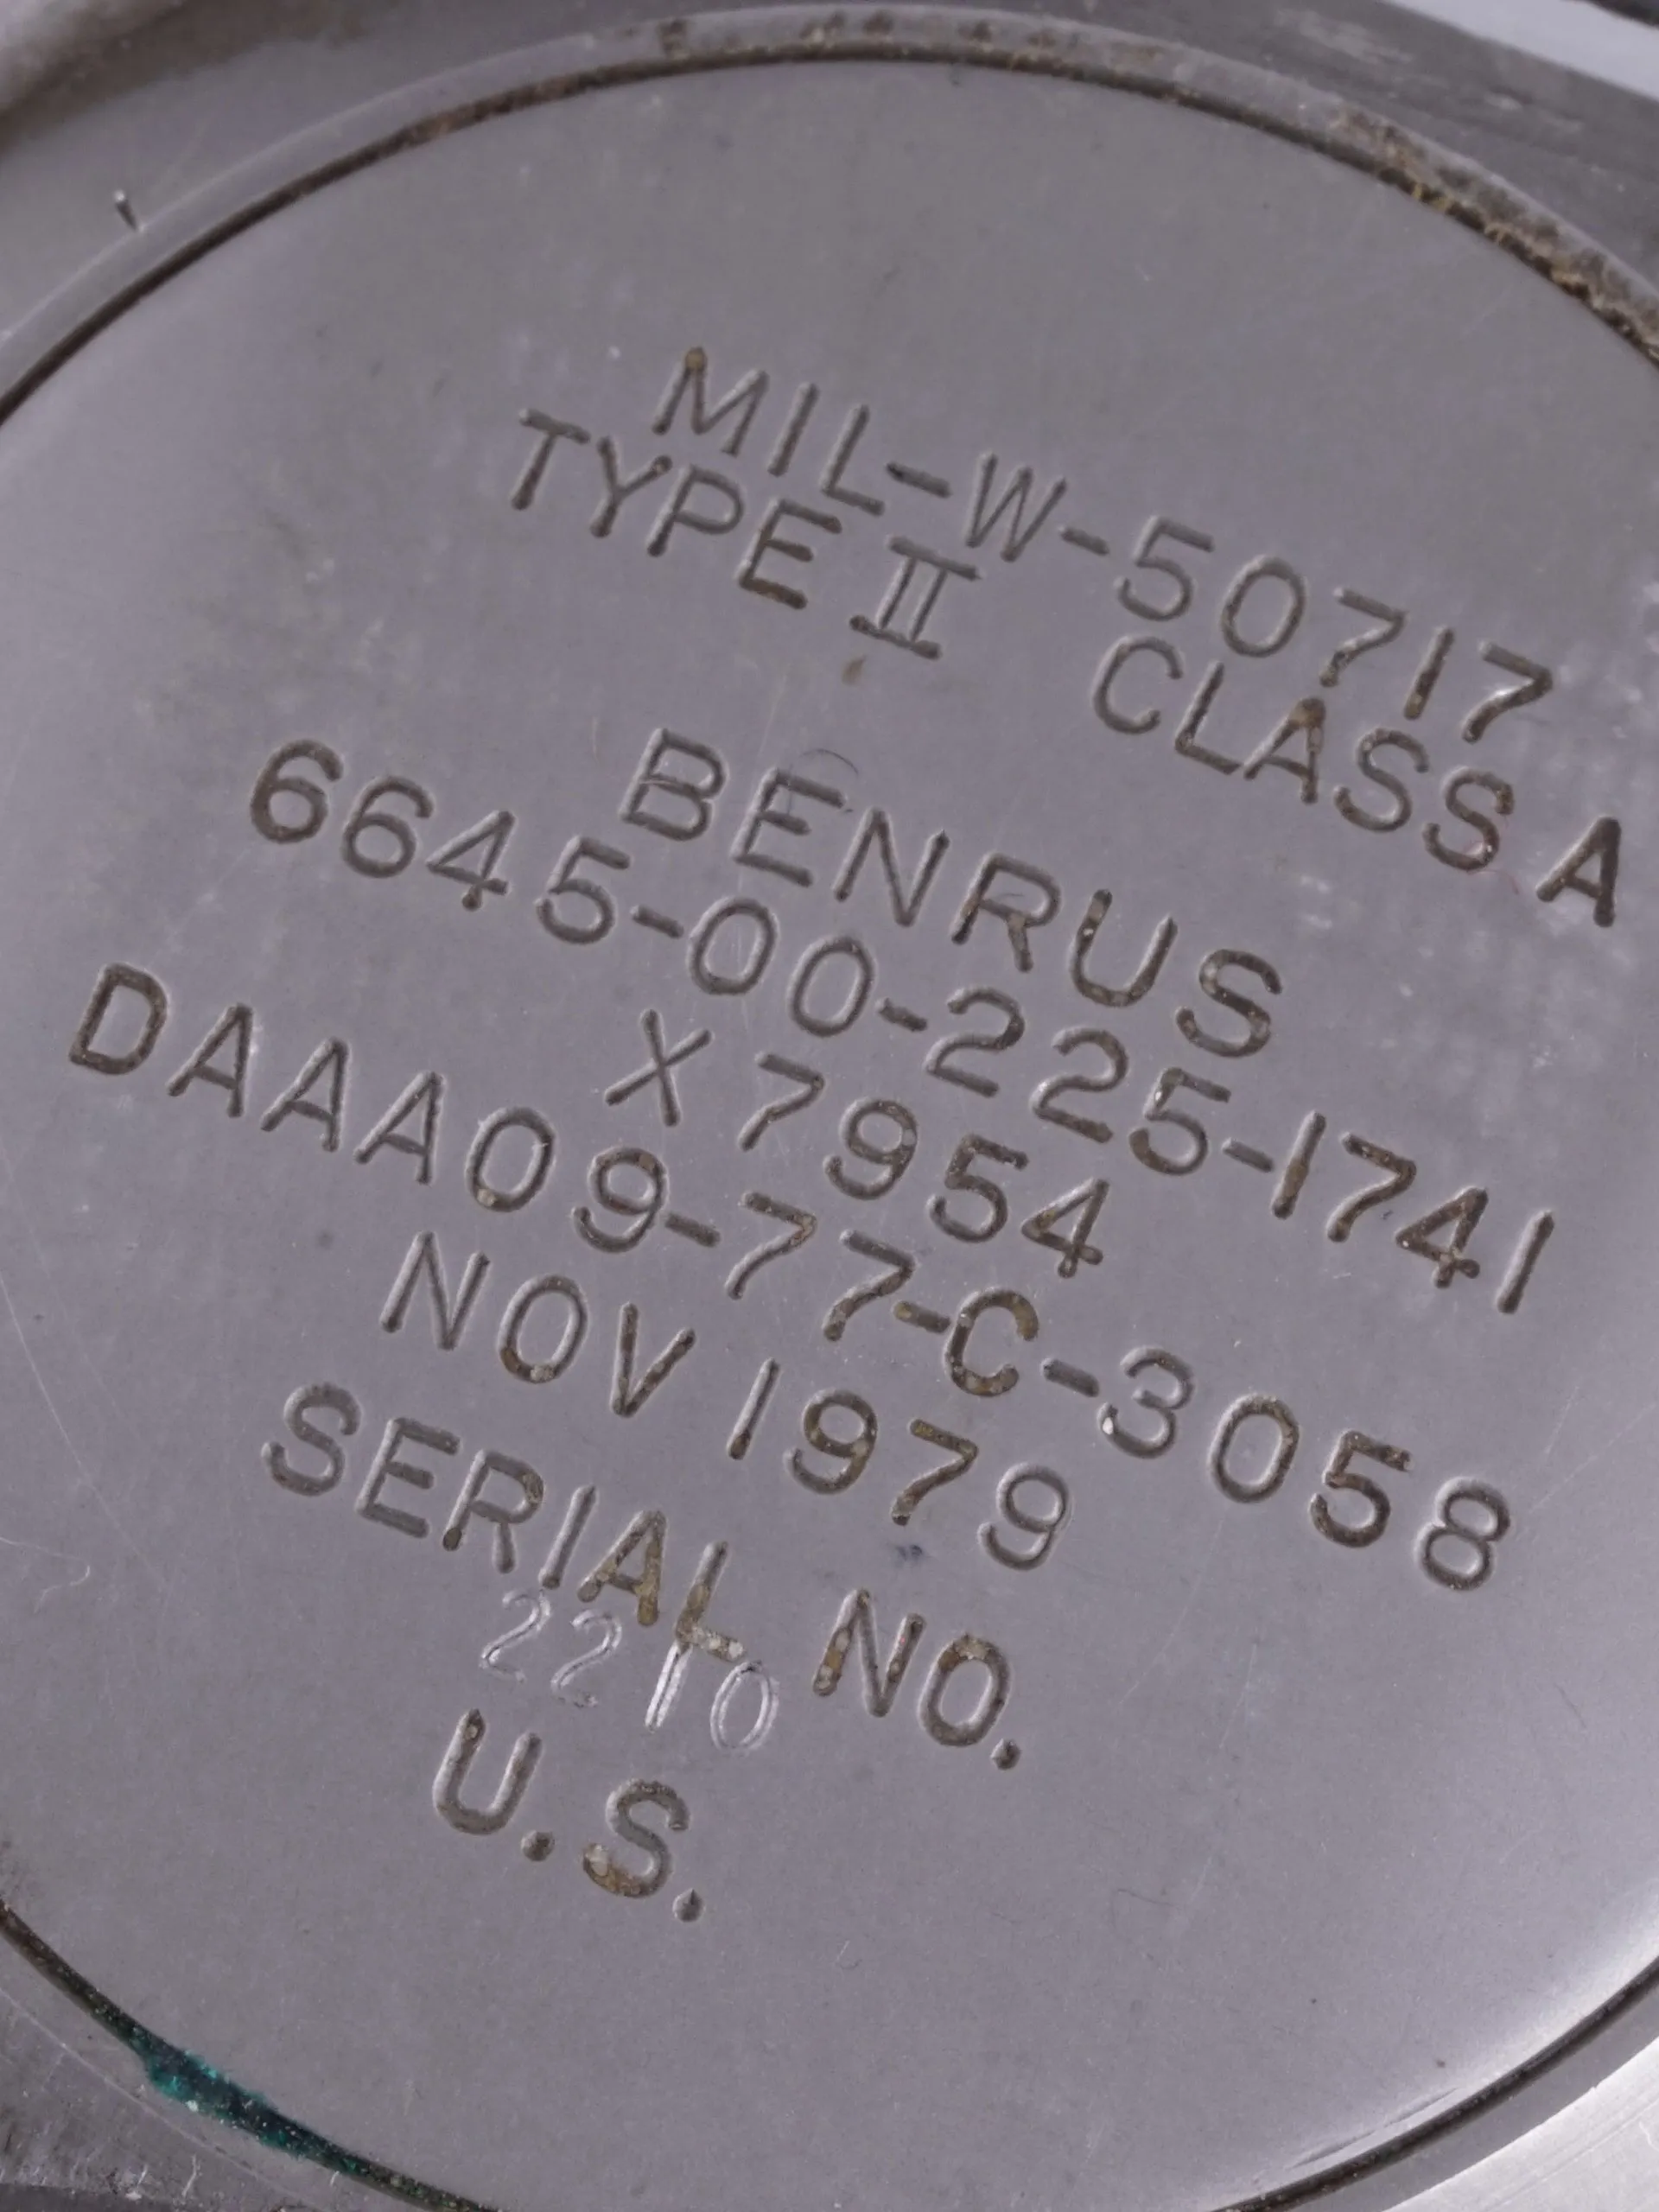 MIL-W-50717
TYPE II CLASS A
BENRUS
6645-00-225-1741
X7954
DAAA09-77-C-3058
NOV 1979
SERIAL NO.
2210
U.S.